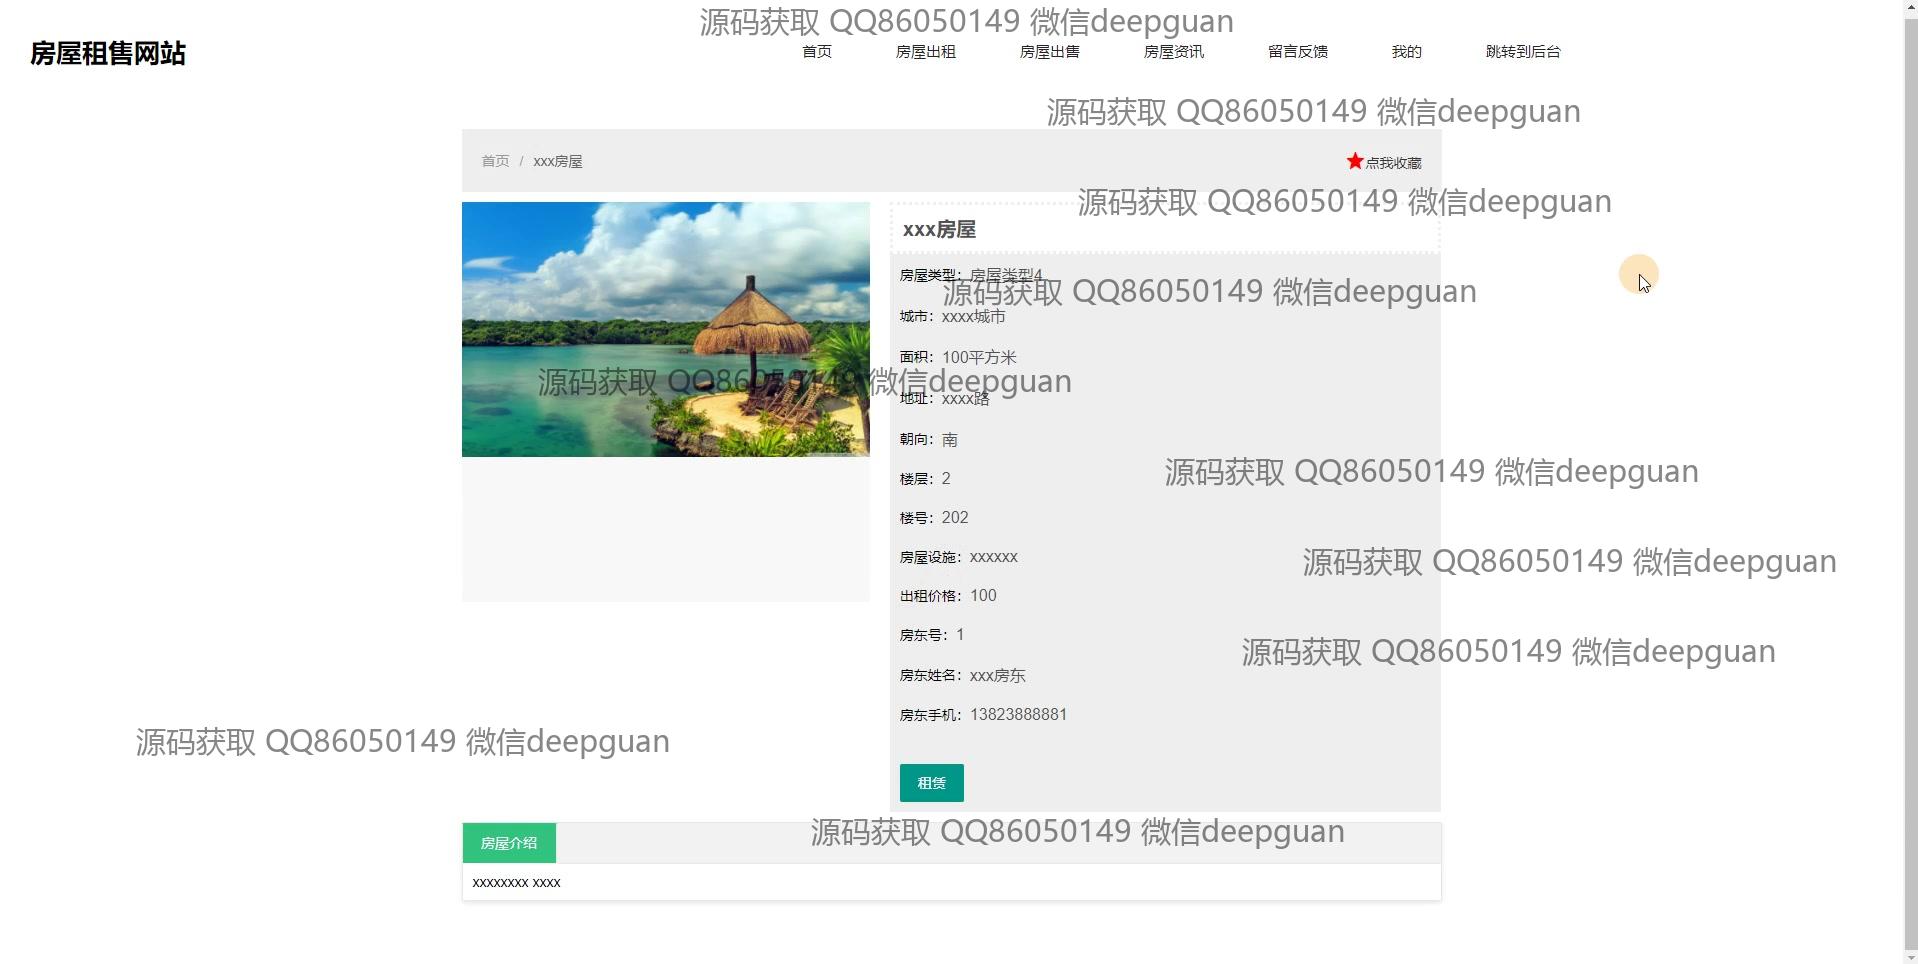 源码获取 QQ86050149 微信deepguan
房屋租售网站
首页 房屋出租 房屋出售 房屋资讯 留言反馈 我的 跳转到后台
源码获取 QQ86050149 微信deepguan
首页 / xxx房屋 点我收藏
源码获取 QQ86050149 微信deepguan
xxx房屋
房屋类型：房屋类型4
源码获取 QQ86050149 微信deepguan
城市：xxxx城市
面积：100平方米
源码获取 QQ86050149 微信deepguan
地址：xxxx路
朝向：南
源码获取 QQ86050149 微信deepguan
楼层：2
楼号：202
房屋设施：xxxxxx
源码获取 QQ86050149 微信deepguan
出租价格：100
房东号：1
源码获取 QQ86050149 微信deepguan
房东姓名：xxx房东
房东手机：13823888881
源码获取 QQ86050149 微信deepguan
租赁
源码获取 QQ86050149 微信deepguan
房屋介绍
xxxxxxxx xxxx